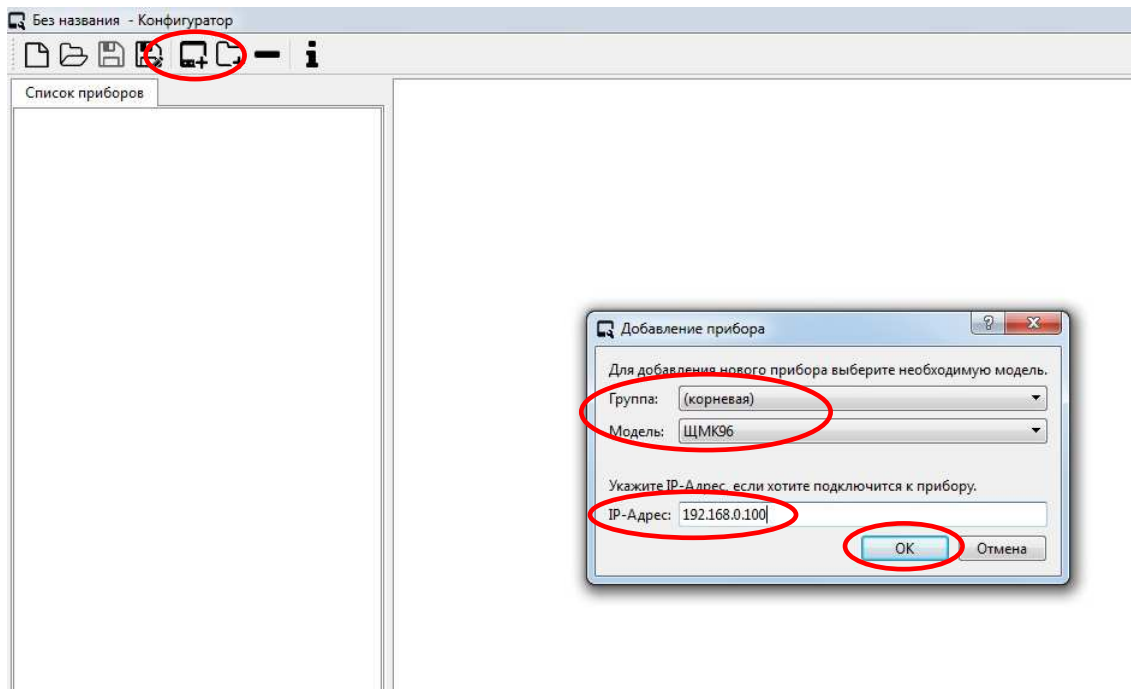 Без названия - Конфигуратор
Список приборов
Добавление прибора
Для добавления нового прибора выберите необходимую модель.
Группа: (корневая)
Модель: ЩМК96
Укажите IP-Адрес, если хотите подключится к прибору.
IP-Адрес: 192.168.0.100
OK Отмена